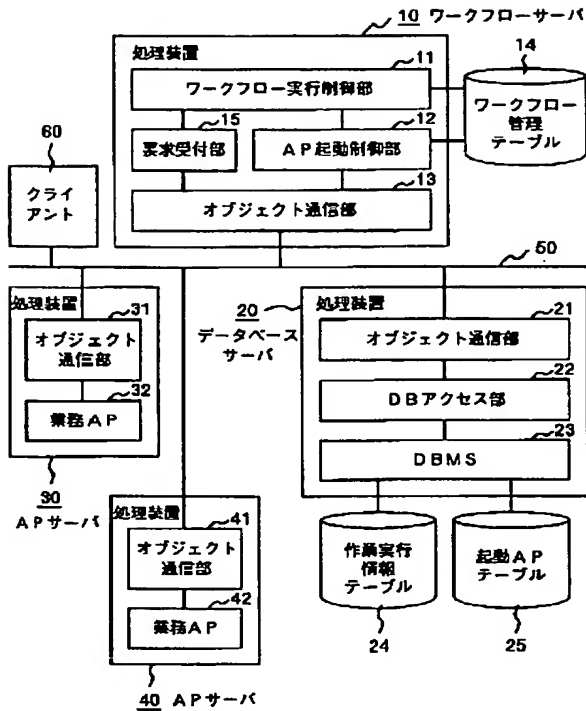 10 ワークフローサーバ
処理装置
11
ワークフロー実行制御部
14
ワークフロー
管理
テーブル
15
要求受付部
12
AP起動制御部
13
オブジェクト通信部
60
クライ
アント
50
処理装置
31
オブジェクト
通信部
32
業務AP
30
APサーバ
20
データベース
サーバ
処理装置
21
オブジェクト通信部
22
DBアクセス部
23
DBMS
作業実行
情報
テーブル
24
起動AP
テーブル
25
処理装置
41
オブジェクト
通信部
42
業務AP
40 APサーバ